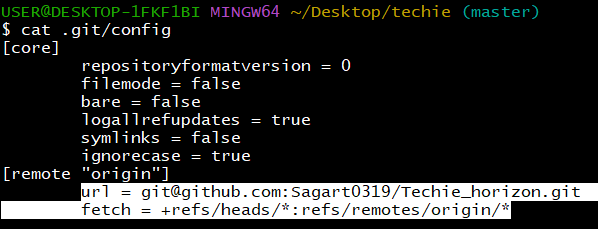 USER@DESKTOP-1FKF1BI MINGW64 ~/Desktop/techie (master)
$ cat .git/config
[core]
        repositoryformatversion = 0
        filemode = false
        bare = false
        logallrefupdates = true
        symlinks = false
        ignorecase = true
[remote "origin"]
        url = git@github.com:Sagart0319/Techie_horizon.git
        fetch = +refs/heads/*:refs/remotes/origin/*